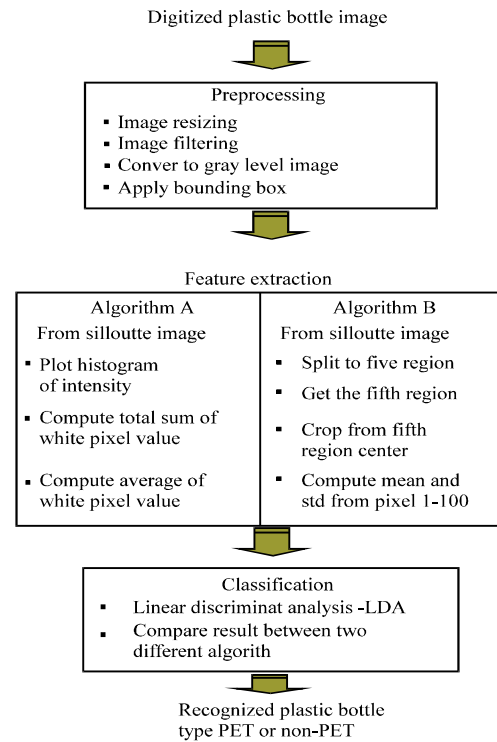 Digitized plastic bottle image
Preprocessing
▪ Image resizing
▪ Image filtering
▪ Conver to gray level image
▪ Apply bounding box
Feature extraction
Algorithm A
From silloutte image
▪ Plot histogram
of intensity
▪ Compute total sum of
white pixel value
▪ Compute average of
white pixel value
Algorithm B
From silloutte image
▪ Split to five region
▪ Get the fifth region
▪ Crop from fifth
region center
▪ Compute mean and
std from pixel 1-100
Classification
▪ Linear discriminat analysis -LDA
▪ Compare result between two
different algorith
Recognized plastic bottle
type PET or non-PET